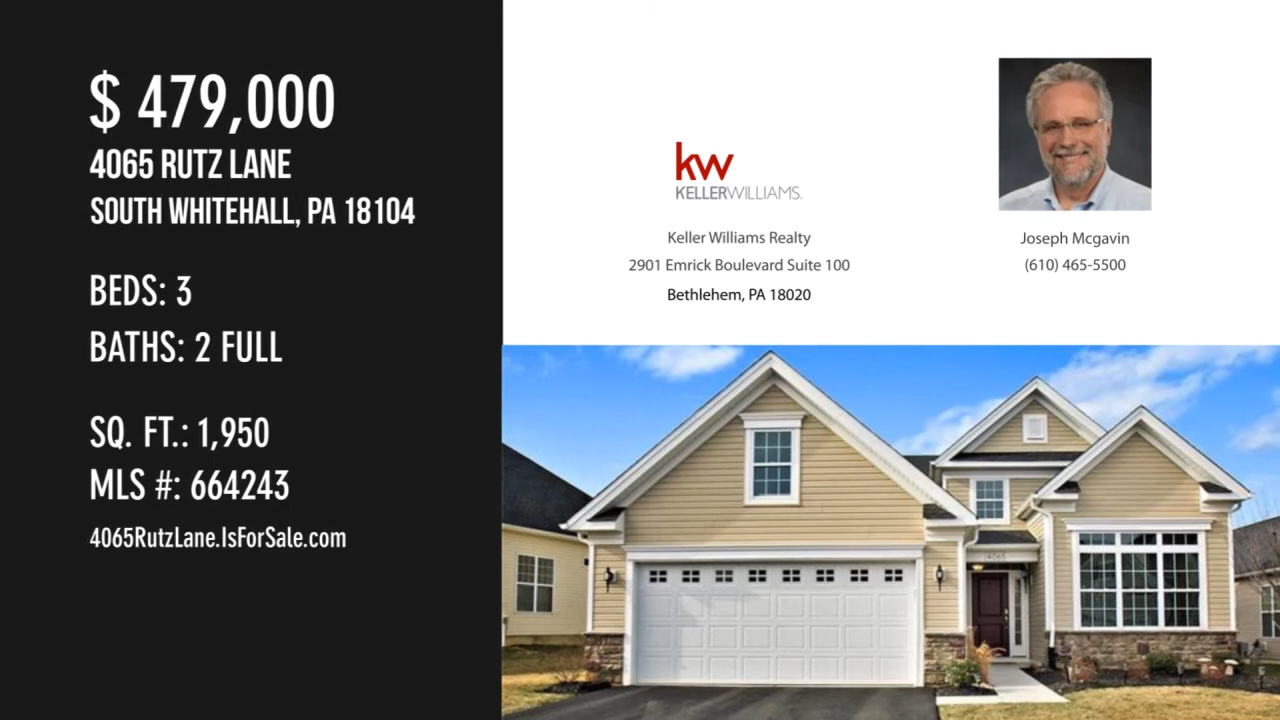 $ 479,000
4065 RUTZ LANE
SOUTH WHITEHALL, PA 18104
BEDS: 3
BATHS: 2 FULL
SQ. FT.: 1,950
MLS #: 664243
4065RutzLane.IsForSale.com
kw
KELLERWILLIAMS.
Keller Williams Realty
2901 Emrick Boulevard Suite 100
Bethlehem, PA 18020
Joseph Mcgavin
(610) 465-5500
4065